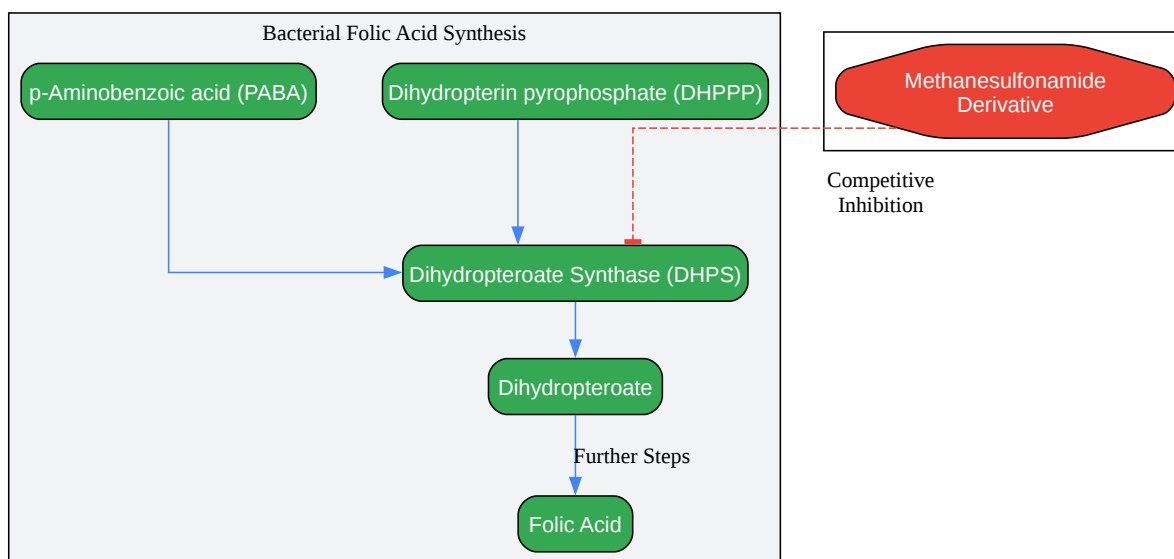 Bacterial Folic Acid Synthesis
p-Aminobenzoic acid (PABA)
Dihydropterin pyrophosphate (DHPPP)
Methanesulfonamide
Derivative
Competitive
Inhibition
Dihydropteroate Synthase (DHPS)
Dihydropteroate
Further Steps
Folic Acid